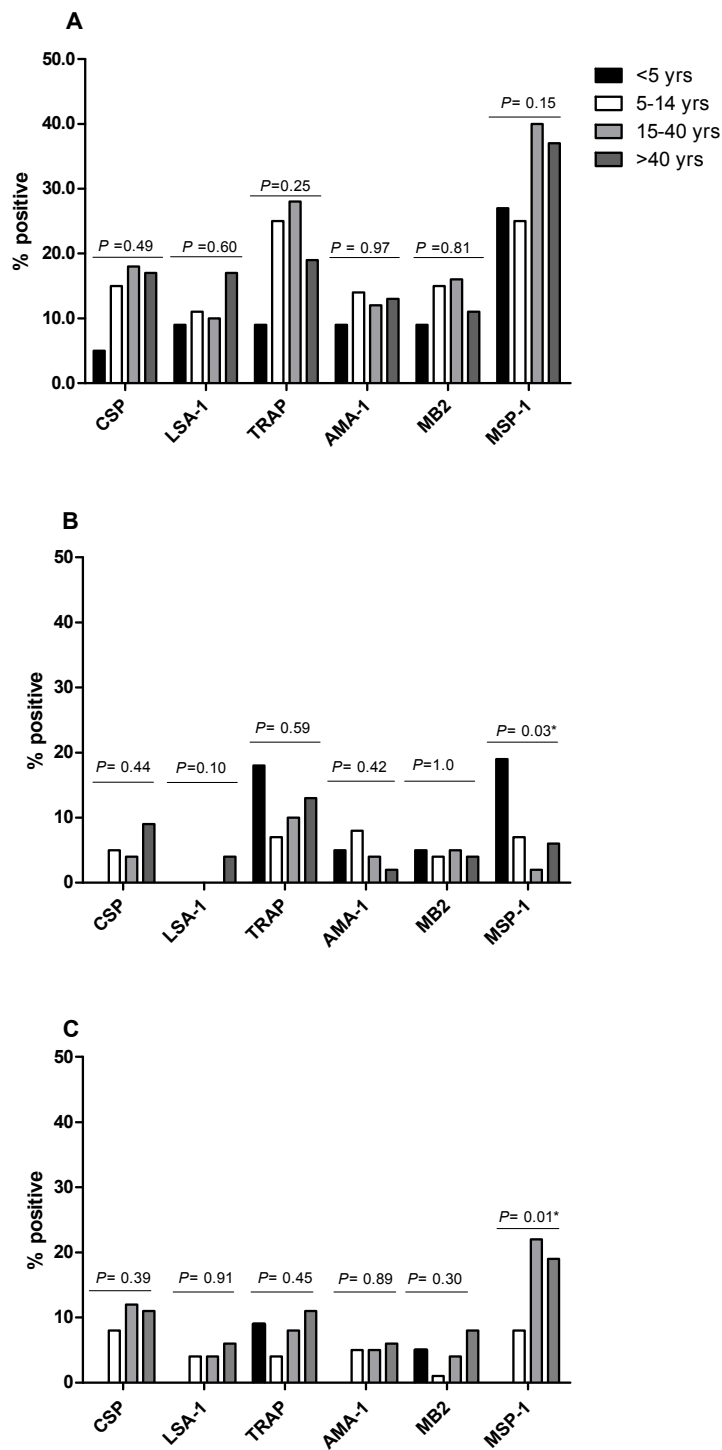 A
50
40.0
30.0
20.0
10.0
0.0
% positive
P =0.49
P =0.60
P=0.25
P = 0.97
P =0.81
P= 0.15
CSP
LSA-1
TRAP
AMA-1
MB2
MSP-1
<5 yrs
5-14 yrs
15-40 yrs
>40 yrs
B
50
40
30
20
10
0
% positive
P= 0.44
P=0.10
P= 0.59
P= 0.42
P=1.0
P= 0.03*
CSP
LSA-1
TRAP
AMA-1
MB2
MSP-1
C
50
40
30
20
10
0
% positive
P= 0.39
P= 0.91
P= 0.45
P= 0.89
P= 0.30
P= 0.01*
CSP
LSA-1
TRAP
AMA-1
MB2
MSP-1